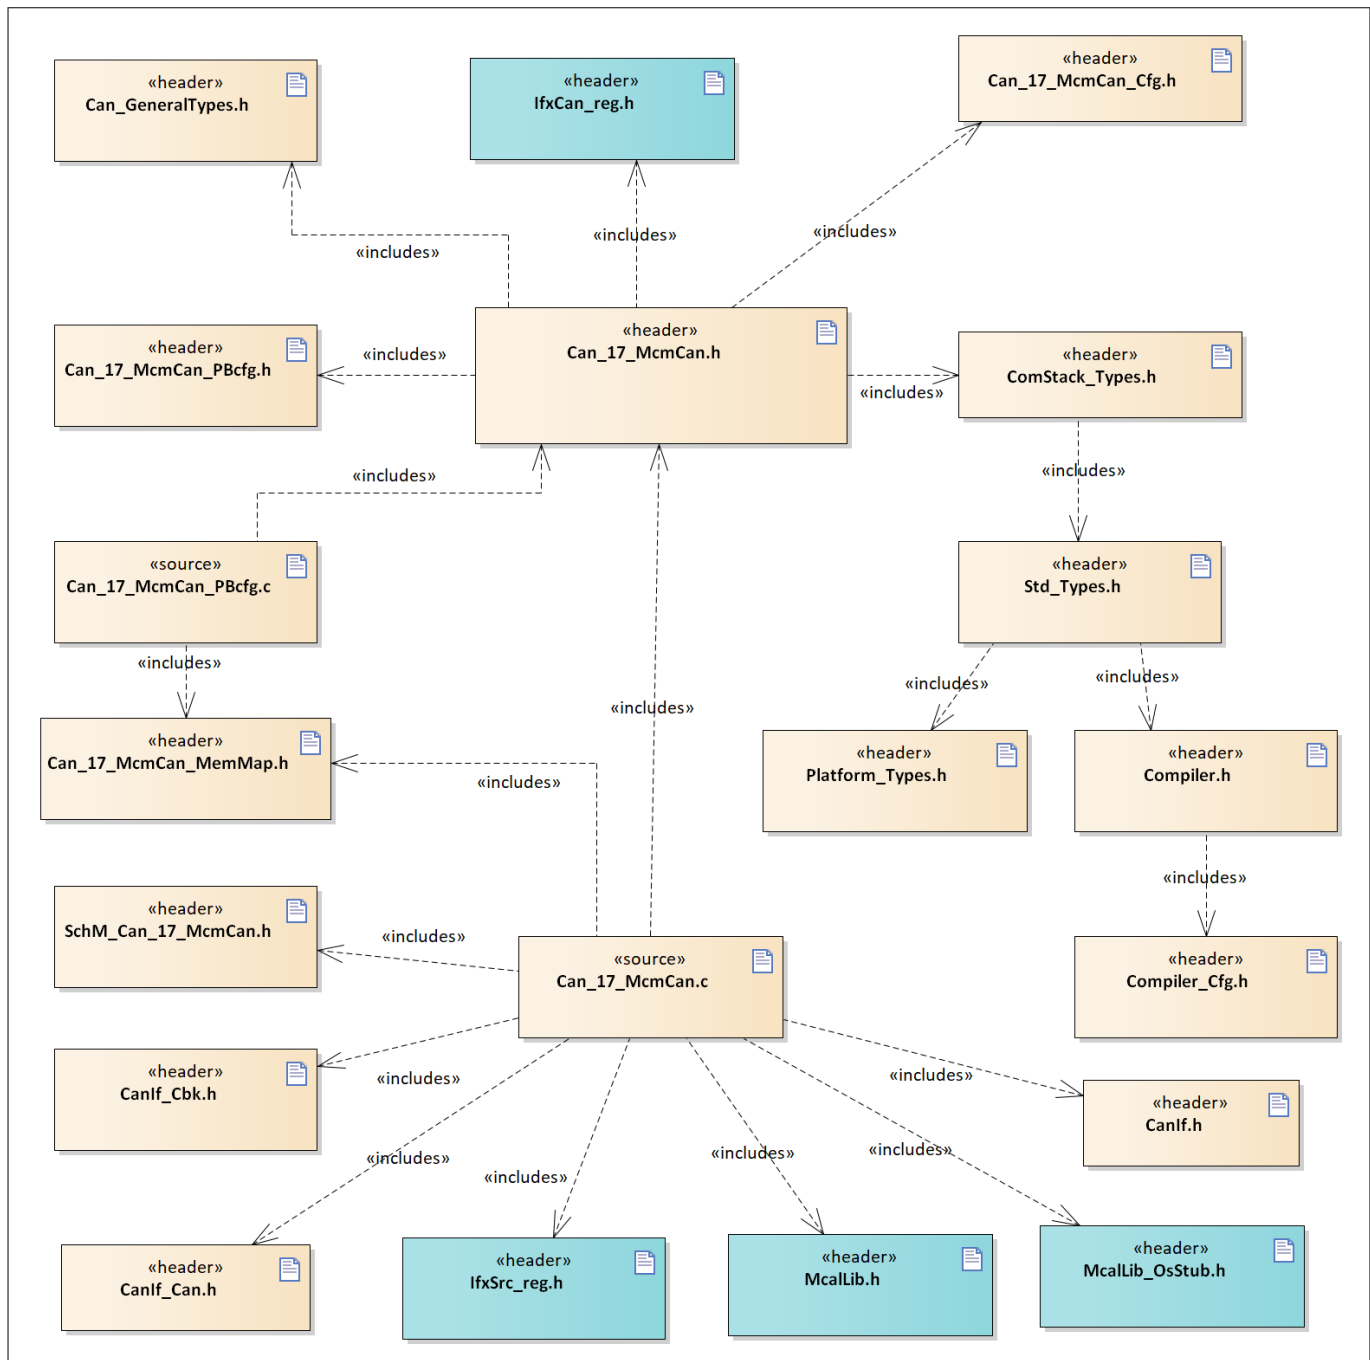 «header»
Can_GeneralTypes.h
«header»
IfxCan_reg.h
«header»
Can_17_McmCan_Cfg.h
«includes»
«includes»
«includes»
«header»
Can_17_McmCan_PBcfg.h
«includes»
«header»
Can_17_McmCan.h
«includes»
«header»
ComStack_Types.h
«includes»
«includes»
«source»
Can_17_McmCan_PBcfg.c
«header»
Std_Types.h
«includes»
«includes»
«includes»
«includes»
«header»
Can_17_McmCan_MemMap.h
«includes»
«header»
Platform_Types.h
«header»
Compiler.h
«includes»
«header»
SchM_Can_17_McmCan.h
«includes»
«source»
Can_17_McmCan.c
«header»
Compiler_Cfg.h
«header»
CanIf_Cbk.h
«includes»
«includes»
«header»
CanIf.h
«includes»
«includes»
«includes»
«includes»
«header»
CanIf_Can.h
«header»
IfxSrc_reg.h
«header»
McalLib.h
«header»
McalLib_OsStub.h